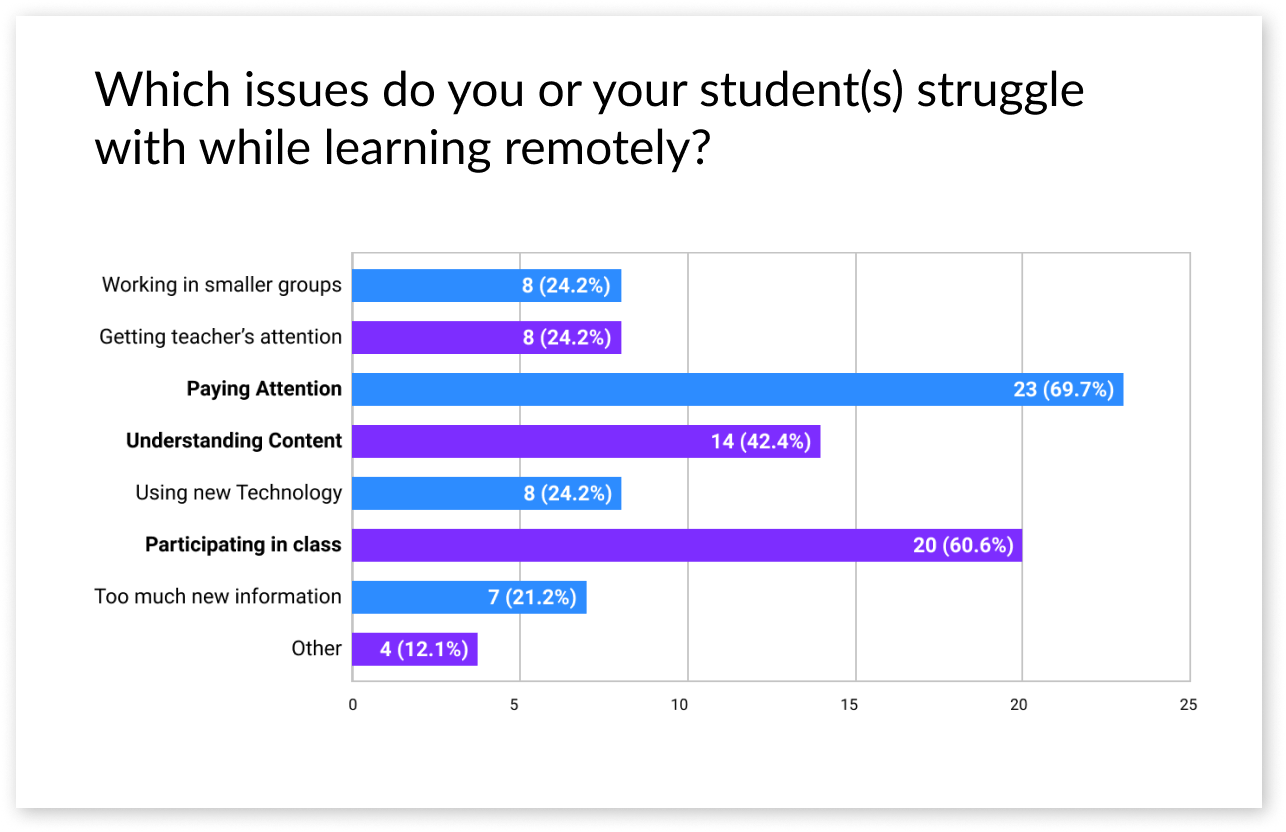 Which issues do you or your student(s) struggle
with while learning remotely?
Working in smaller groups 8 (24.2%)
Getting teacher’s attention 8 (24.2%)
Paying Attention 23 (69.7%)
Understanding Content 14 (42.4%)
Using new Technology 8 (24.2%)
Participating in class 20 (60.6%)
Too much new information 7 (21.2%)
Other 4 (12.1%)
0 5 10 15 20 25